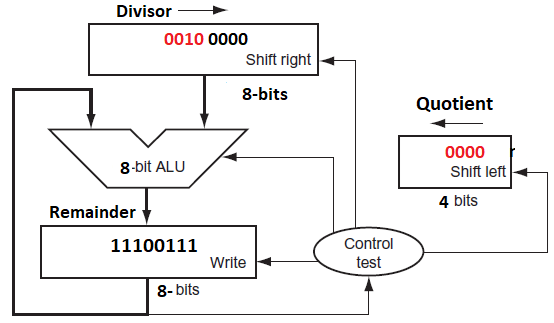 Divisor
0010 0000
Shift right
8-bits
Quotient
0000
Shift left
4 bits
8-bit ALU
Remainder
11100111
Write
8- bits
Control
test